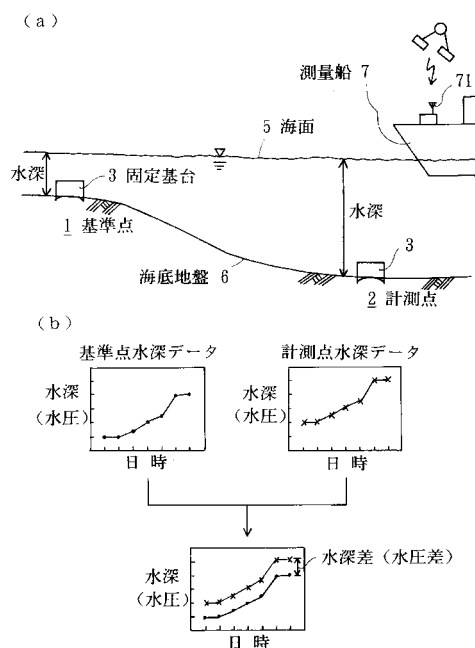 (a)
測量船 7
71
5 海面
水深
3 固定基台
1 基準点
水深
3
海底地盤 6
2 計測点
(b)
基準点水深データ
計測点水深データ
水深
(水圧)
日 時
水深
(水圧)
日 時
水深
(水圧)
水深差(水圧差)
日 時